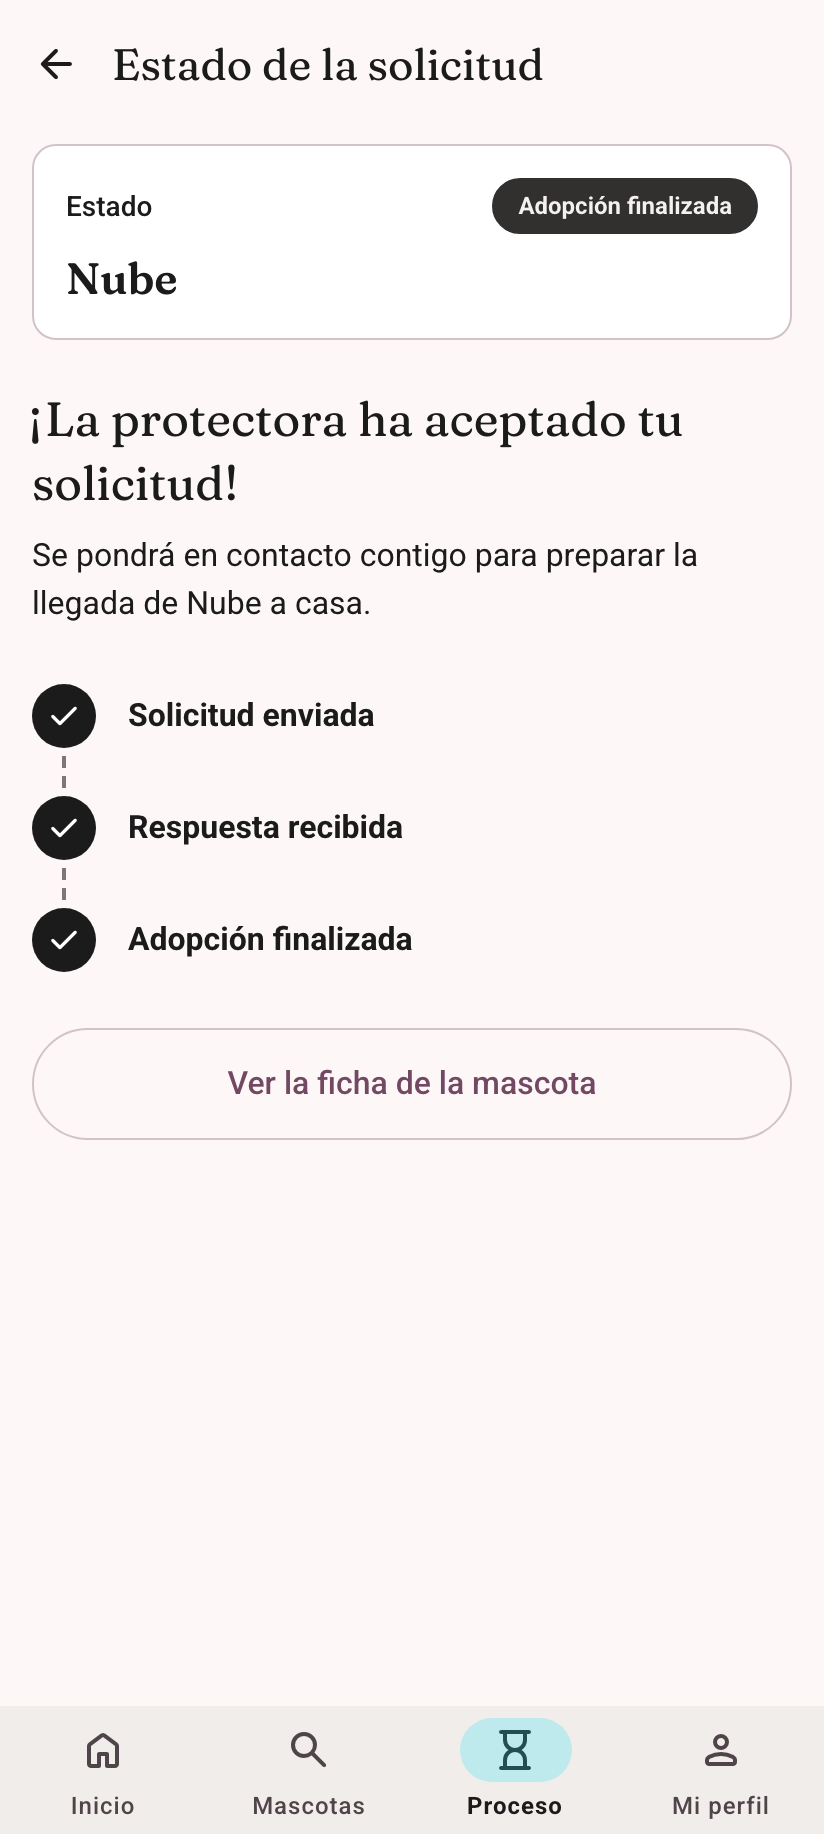 Estado de la solicitud
Estado
Adopción finalizada
Nube
¡La protectora ha aceptado tu
solicitud!
Se pondrá en contacto contigo para preparar la
llegada de Nube a casa.
Solicitud enviada
Respuesta recibida
Adopción finalizada
Ver la ficha de la mascota
Inicio
Mascotas
Proceso
Mi perfil